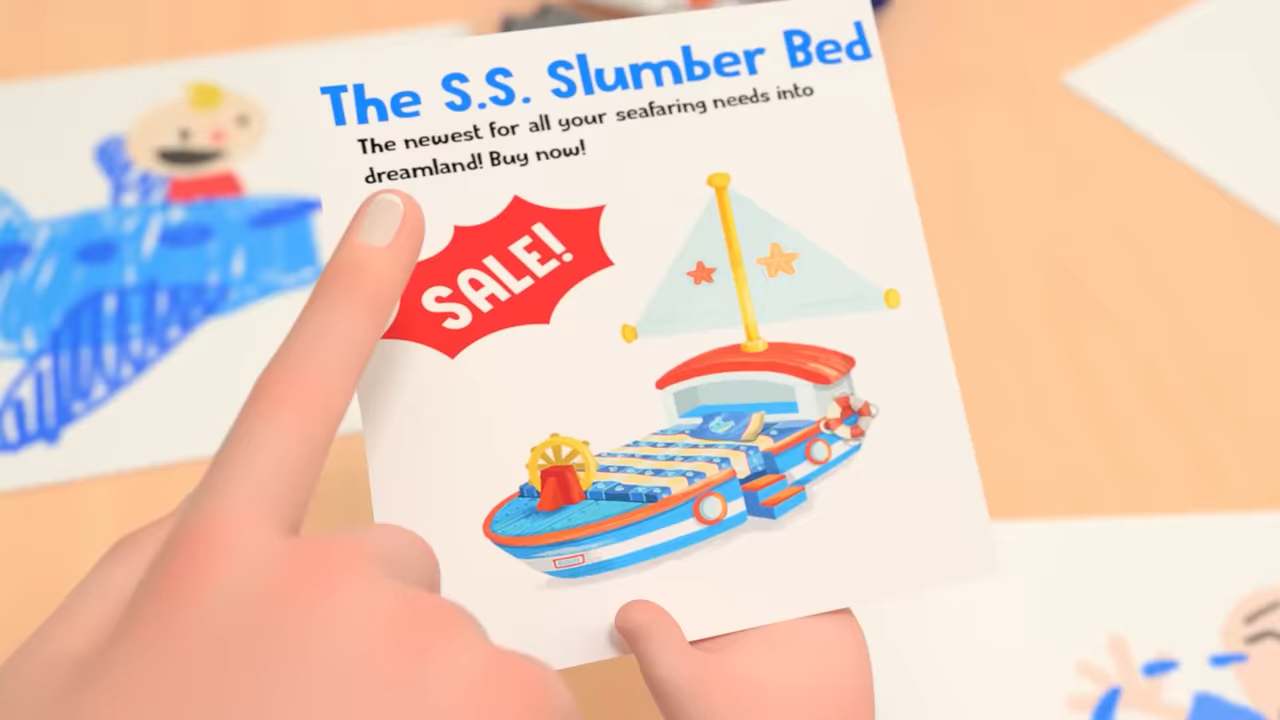 The S.S. Slumber Bed
The newest for all your seafaring needs into
dreamland! Buy now!
SALE!